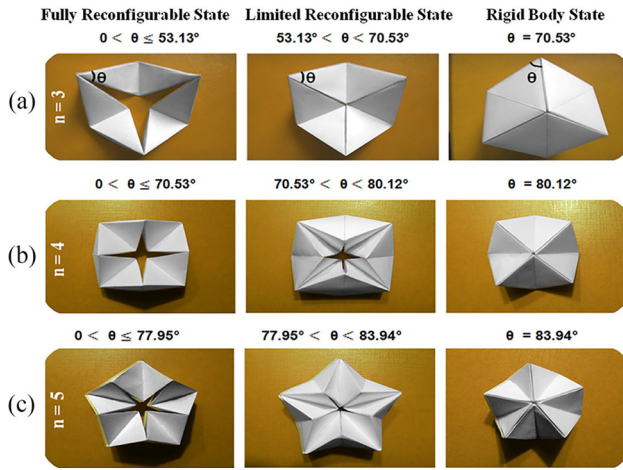 Fully Reconfigurable State Limited Reconfigurable State Rigid Body State
0 < θ ≤ 53.13° 53.13° < θ < 70.53° θ = 70.53°
(a) n = 3 θ θ θ
0 < θ ≤ 70.53° 70.53° < θ < 80.12° θ = 80.12°
(b) n = 4
0 < θ ≤ 77.95° 77.95° < θ < 83.94° θ = 83.94°
(c) n = 5